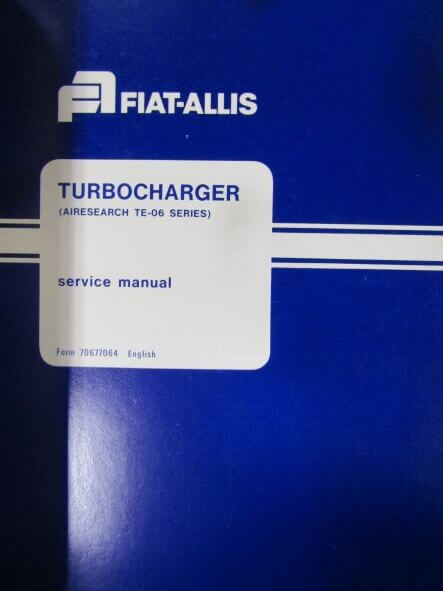 FIAT-ALLIS
TURBOCHARGER
(AIRESEARCH TE-06 SERIES)
service manual
Form 70677064 English